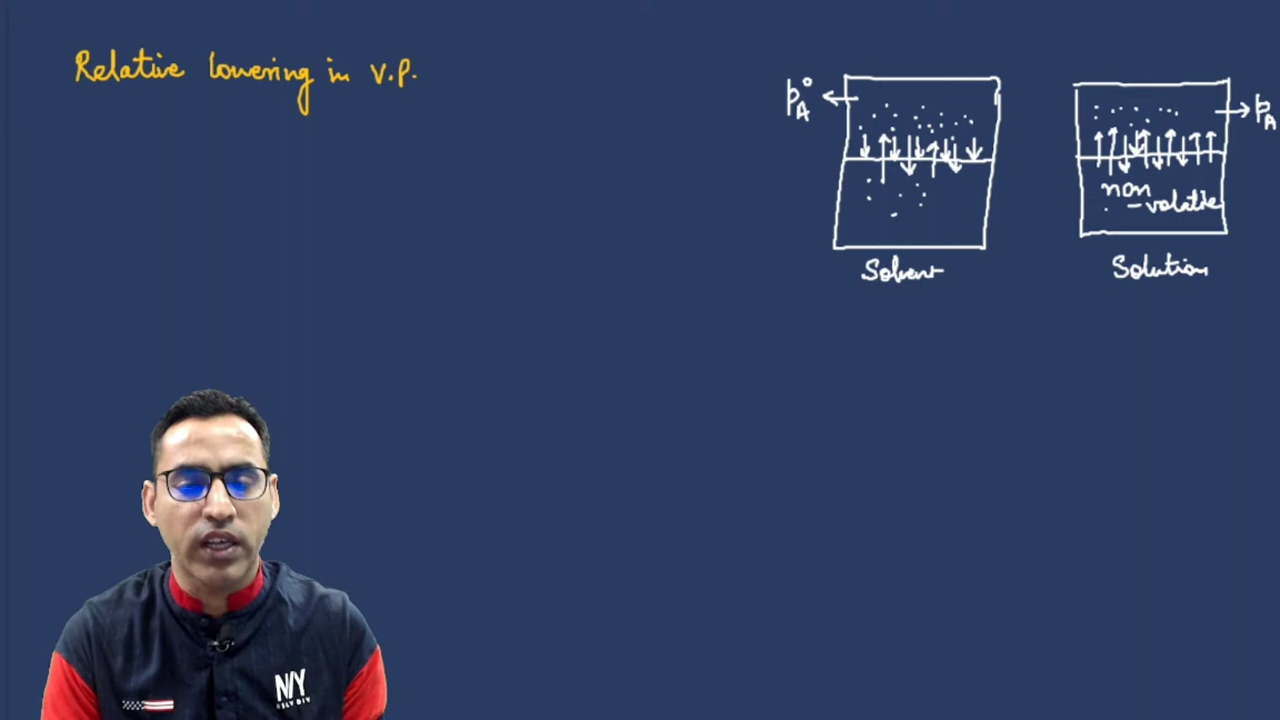 Relative lowering in V.P.
p°A
pA
non
-volatile
Solvent
Solution
NY